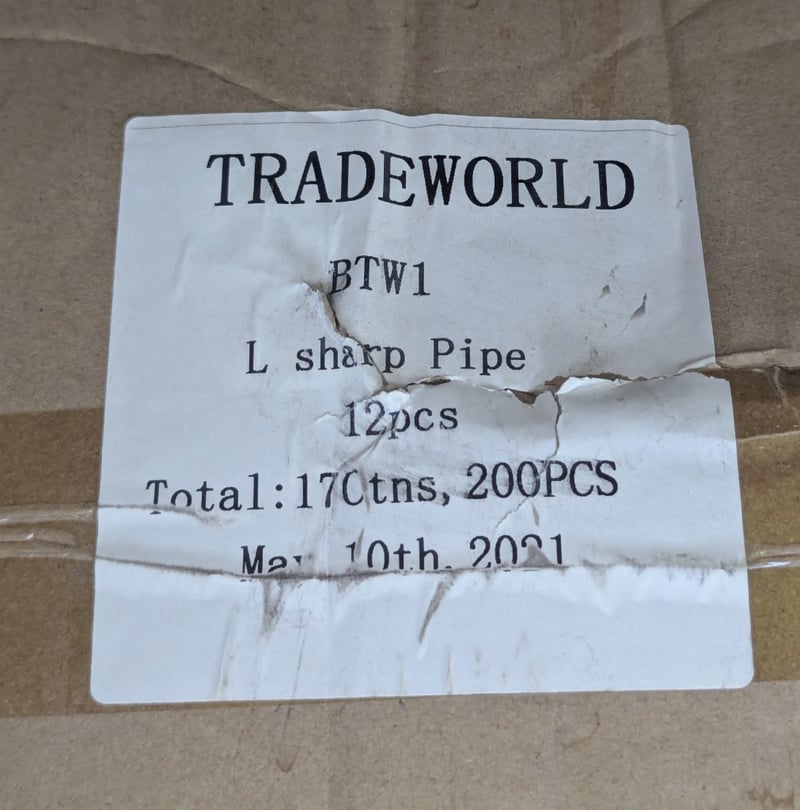 TRADEWORLD
BTW1
L sharp Pipe
12pcs
Total:17Ctns, 200PCS
10th, 2021